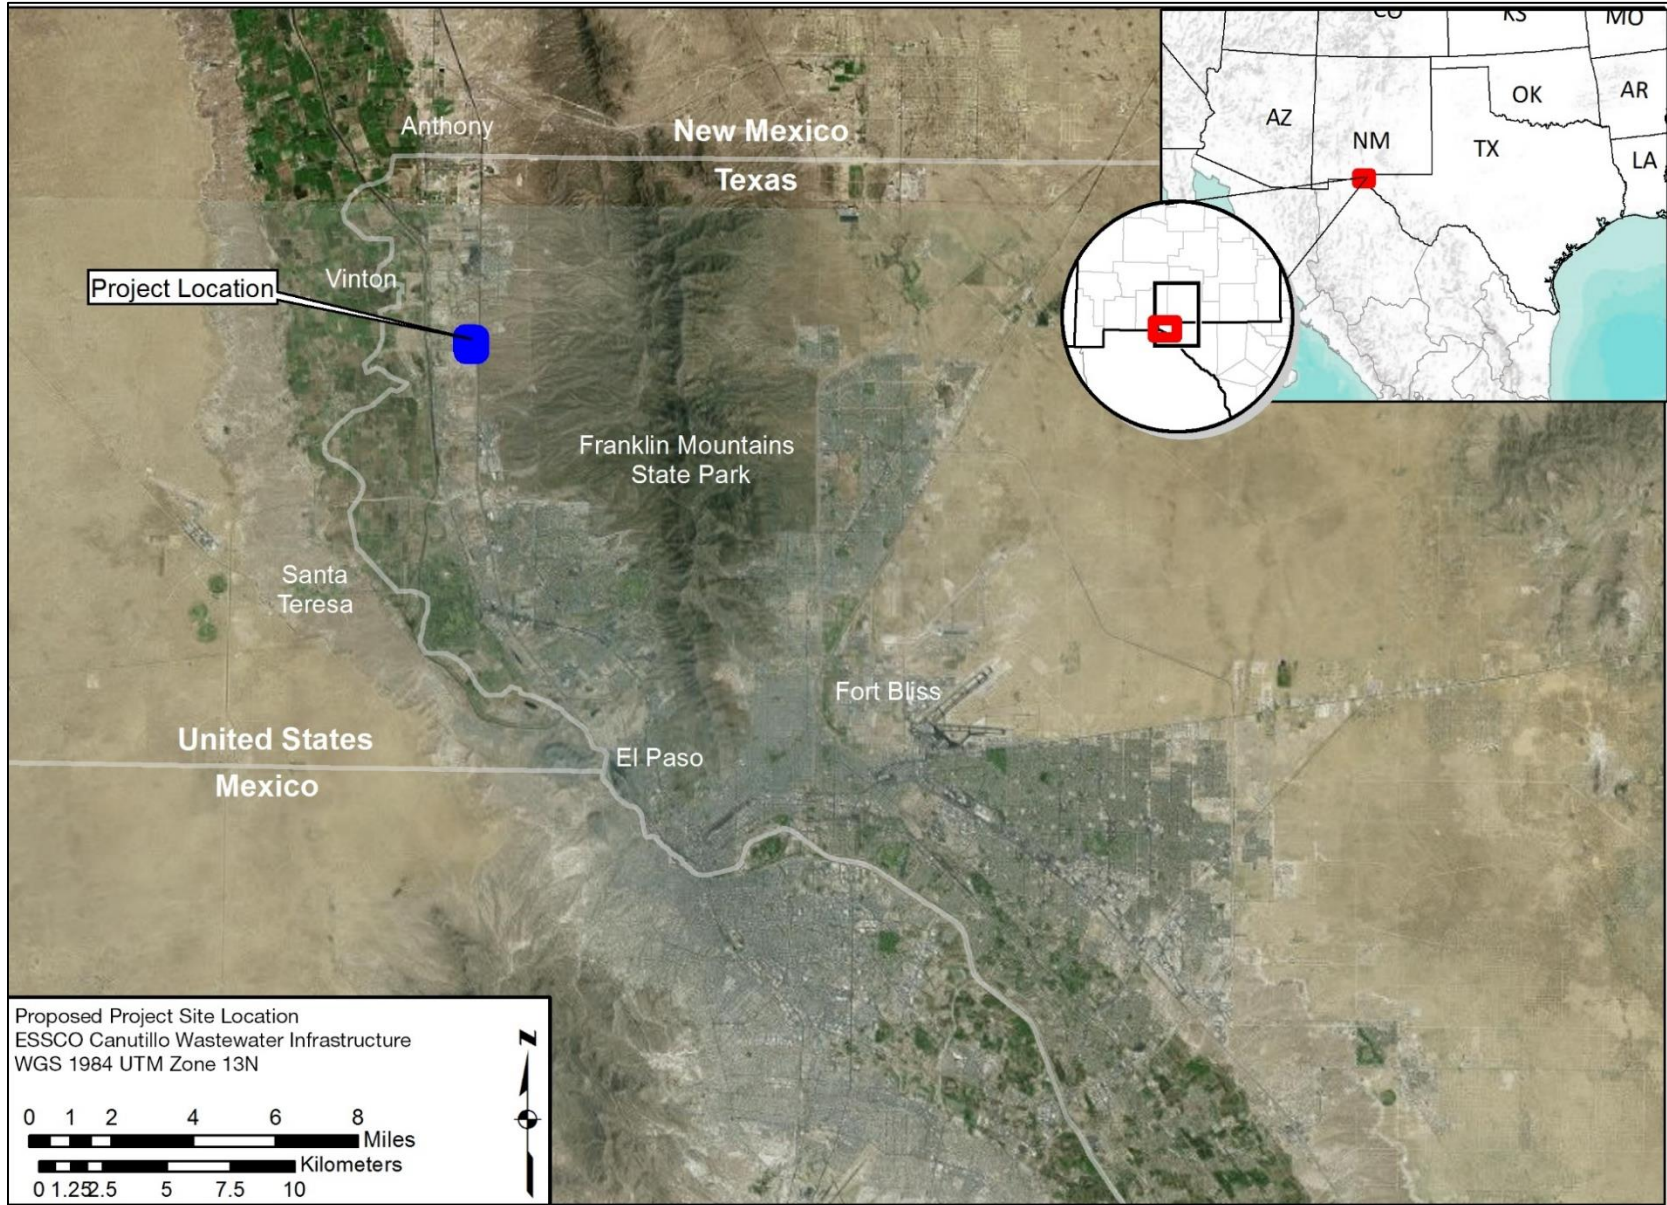 CO
KS
MO
AZ
NM
OK
AR
TX
LA
Anthony
New Mexico
Texas
Vinton
Project Location
Franklin Mountains
State Park
Santa
Teresa
Fort Bliss
United States
Mexico
El Paso
Proposed Project Site Location
ESSCO Canutillo Wastewater Infrastructure
WGS 1984 UTM Zone 13N
N
0 1 2 4 6 8
Miles
Kilometers
0 1.25 2.5 5 7.5 10